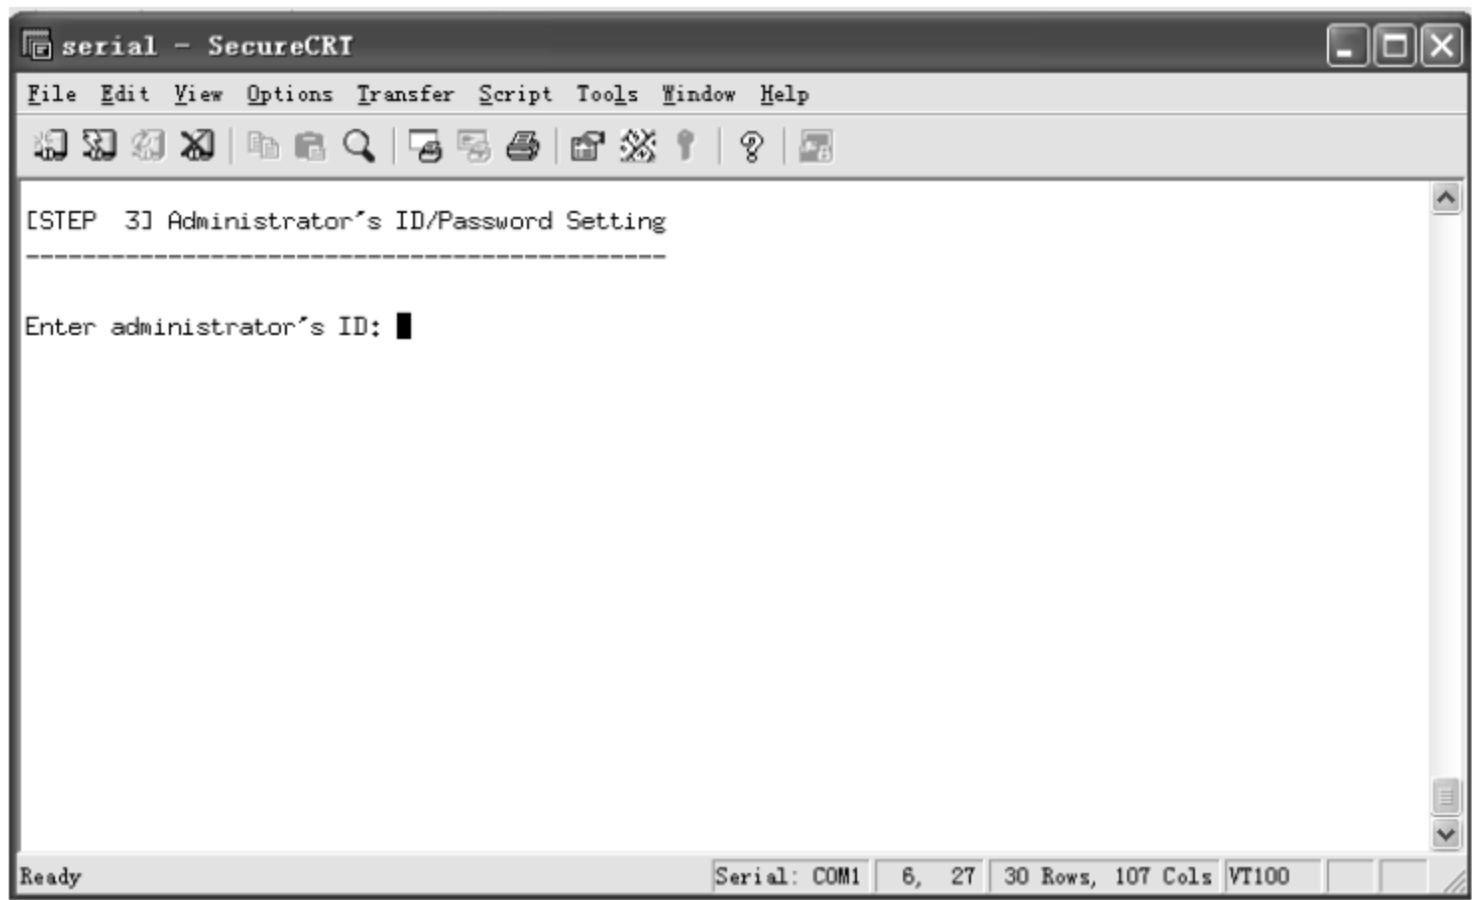 serial - SecureCRT
File Edit View Options Transfer Script Tools Window Help
[STEP  3] Administrator´s ID/Password Setting
---------------------------------------------
Enter administrator´s ID:
Ready Serial: COM1 6, 27 30 Rows, 107 Cols VT100